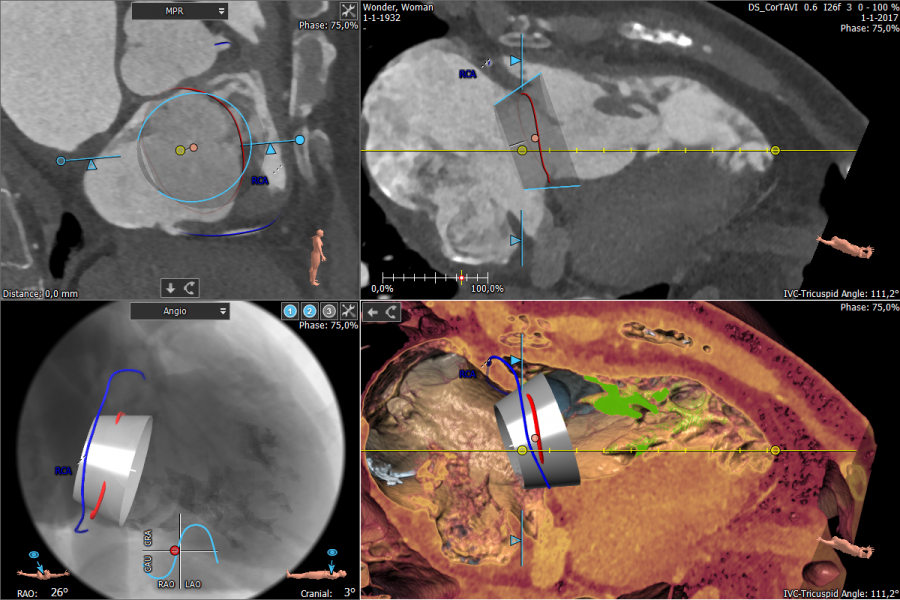 MPR
Phase: 75,0%
RCA
Distance: 0,0 mm
Wonder, Woman
1-1-1932
DS_CorTAVI 0.6 I26f 3 0 - 100 %
1-1-2017
Phase: 75,0%
RCA
0,0%
100,0%
IVC-Tricuspid Angle: 111,2°
Angio
1 2 3
Phase: 75,0%
RCA
CRA
CAU
RAO
LAO
RAO: 26°
Cranial: 3°
Phase: 75,0%
RCA
IVC-Tricuspid Angle: 111,2°